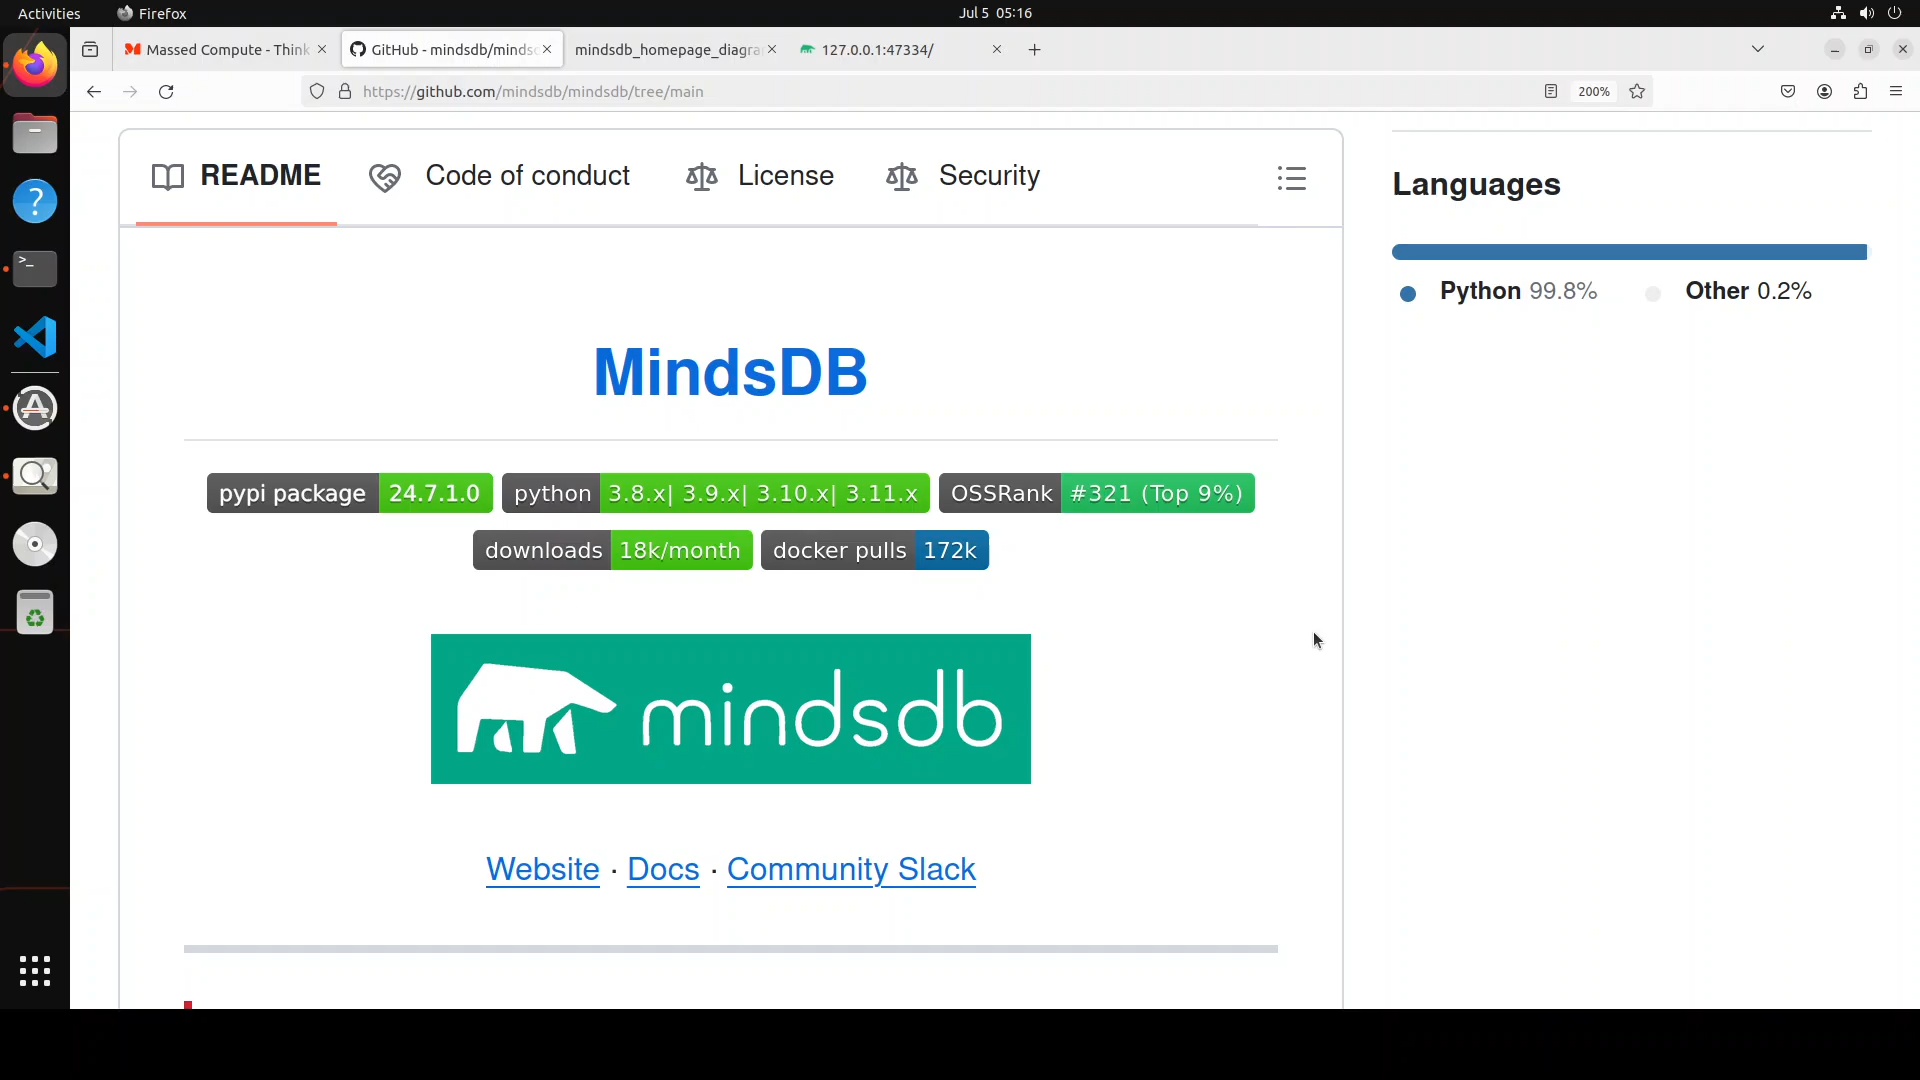 Activities
Firefox
Jul 5 05:16
Massed Compute - Think
GitHub - mindsdb/mindsd
mindsdb_homepage_diagra
127.0.0.1:47334/
https://github.com/mindsdb/mindsdb/tree/main
200%
README
Code of conduct
License
Security
Languages
Python 99.8%
Other 0.2%
MindsDB
pypi package 24.7.1.0
python 3.8.x| 3.9.x| 3.10.x| 3.11.x
OSSRank #321 (Top 9%)
downloads 18k/month
docker pulls 172k
mindsdb
Website · Docs · Community Slack